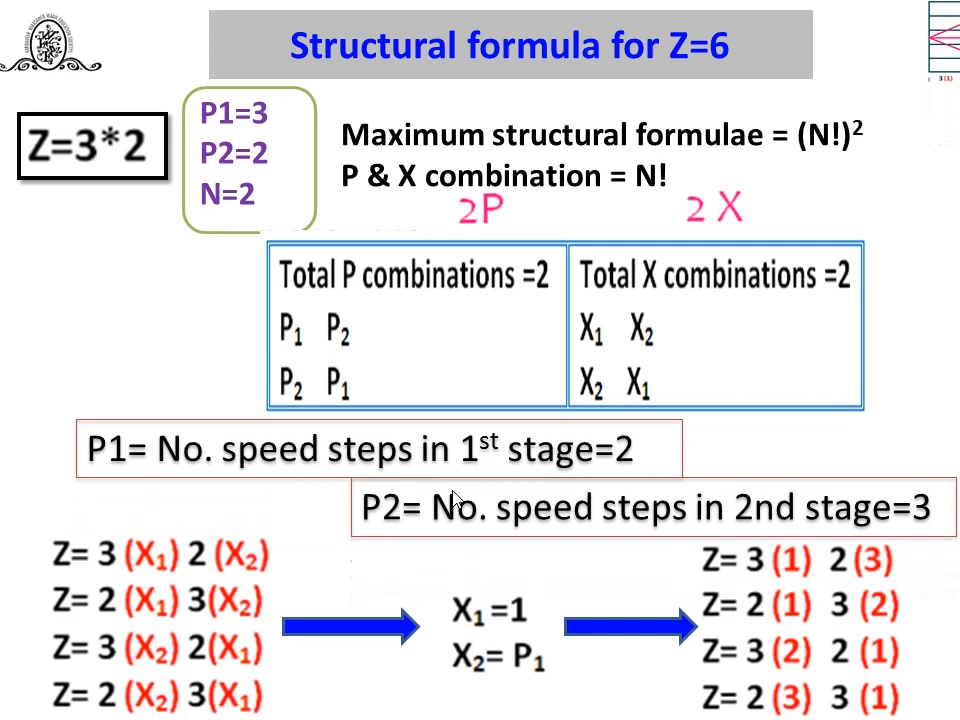 Structural formula for Z=6
3 (1)
Z=3*2
P1=3
P2=2
N=2
Maximum structural formulae = (N!)²
P & X combination = N!
2P
2 X
Total P combinations =2
P₁ P₂
P₂ P₁
Total X combinations =2
X₁ X₂
X₂ X₁
P1= No. speed steps in 1st stage=2
P2= No. speed steps in 2nd stage=3
Z= 3 (X₁) 2 (X₂)
Z= 2 (X₁) 3(X₂)
Z= 3 (X₂) 2(X₁)
Z= 2 (X₂) 3(X₁)
X₁ =1
X₂= P₁
Z= 3 (1) 2 (3)
Z= 2 (1) 3 (2)
Z= 3 (2) 2 (1)
Z= 2 (3) 3 (1)